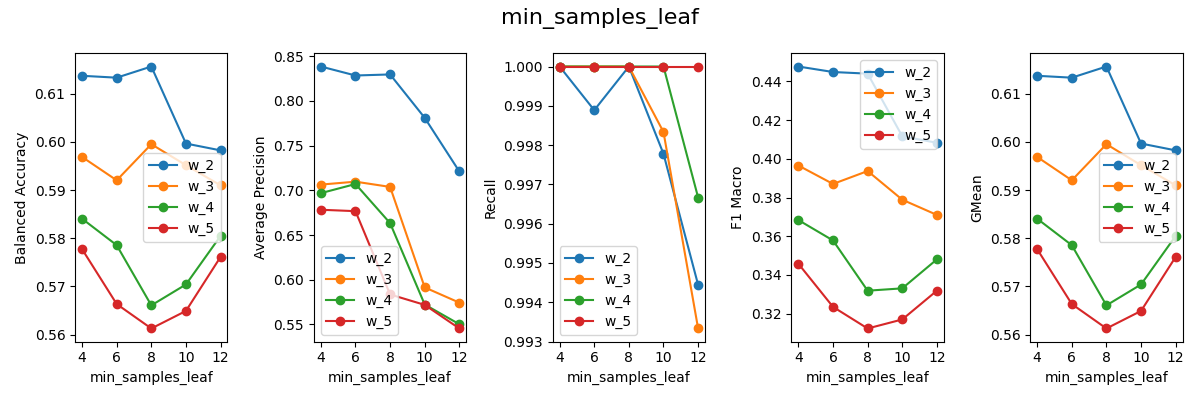 min_samples_leaf
Balanced Accuracy
0.61
0.60
0.59
0.58
0.57
0.56
w_2
w_3
w_4
w_5
4 6 8 10 12
min_samples_leaf
Average Precision
0.85
0.80
0.75
0.70
0.65
0.60
0.55
w_2
w_3
w_4
w_5
4 6 8 10 12
min_samples_leaf
Recall
1.000
0.999
0.998
0.997
0.996
0.995
0.994
0.993
w_2
w_3
w_4
w_5
4 6 8 10 12
min_samples_leaf
F1 Macro
0.44
0.42
0.40
0.38
0.36
0.34
0.32
w_2
w_3
w_4
w_5
4 6 8 10 12
min_samples_leaf
GMean
0.61
0.60
0.59
0.58
0.57
0.56
w_2
w_3
w_4
w_5
4 6 8 10 12
min_samples_leaf